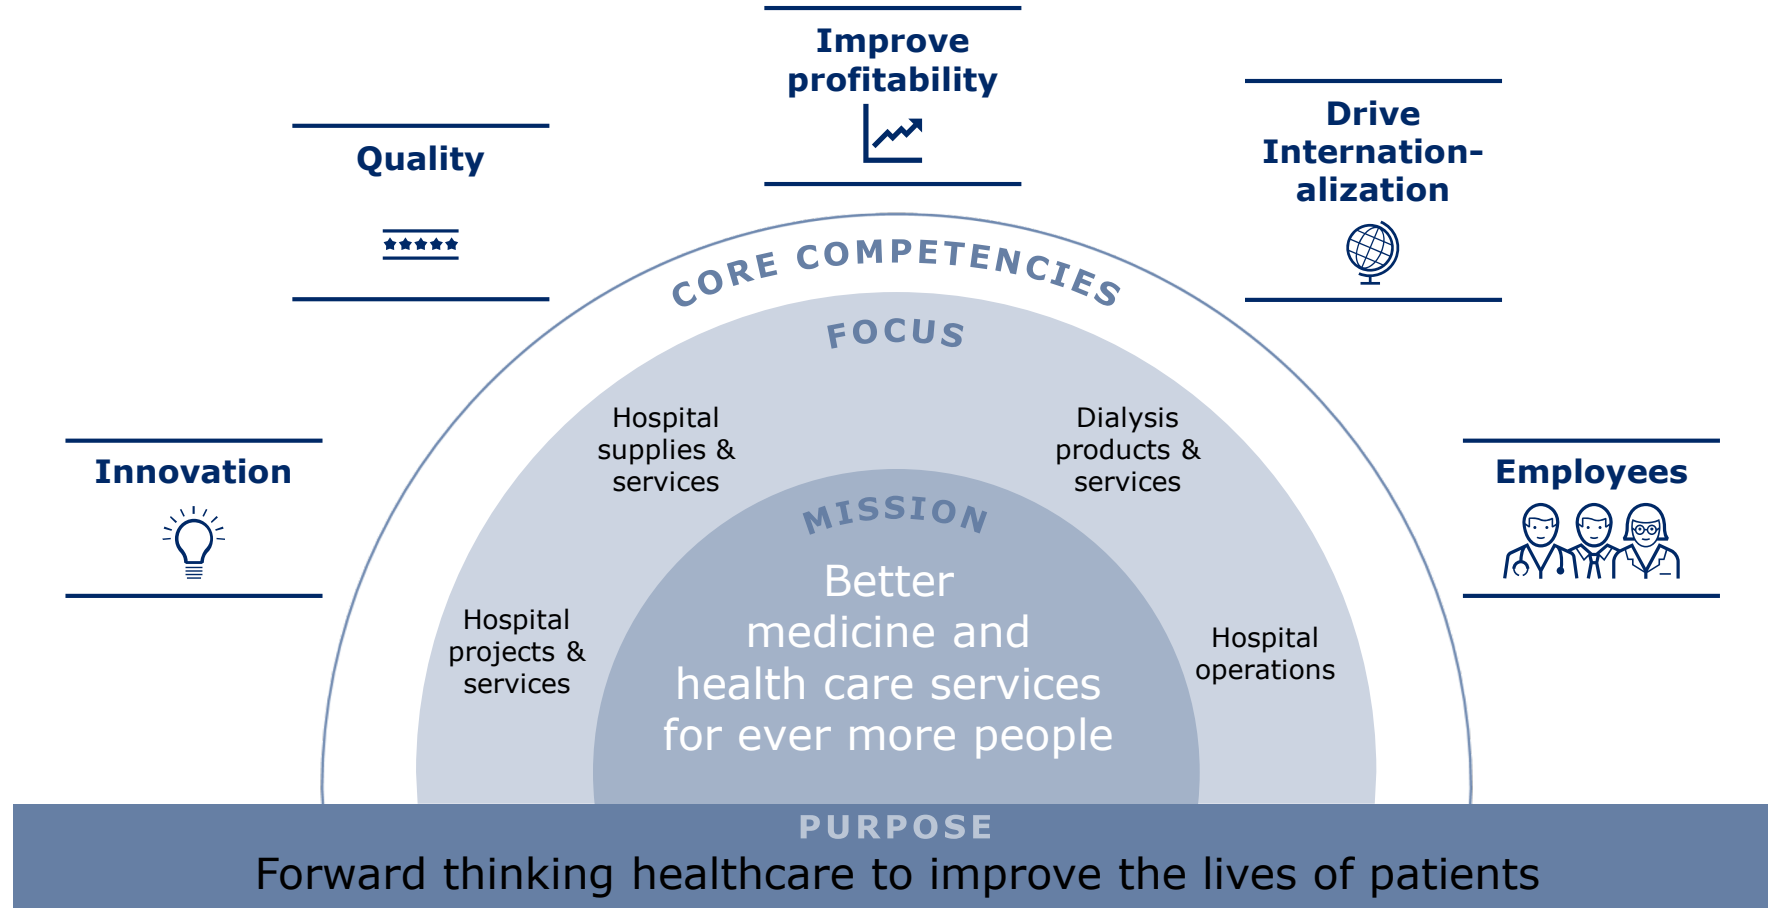 Improve
profitability
Drive
Internation-
alization
Quality
Innovation
Employees
CORE COMPETENCIES
FOCUS
Hospital
supplies &
services
Dialysis
products &
services
Hospital
projects &
services
Hospital
operations
MISSION
Better
medicine and
health care services
for ever more people
PURPOSE
Forward thinking healthcare to improve the lives of patients